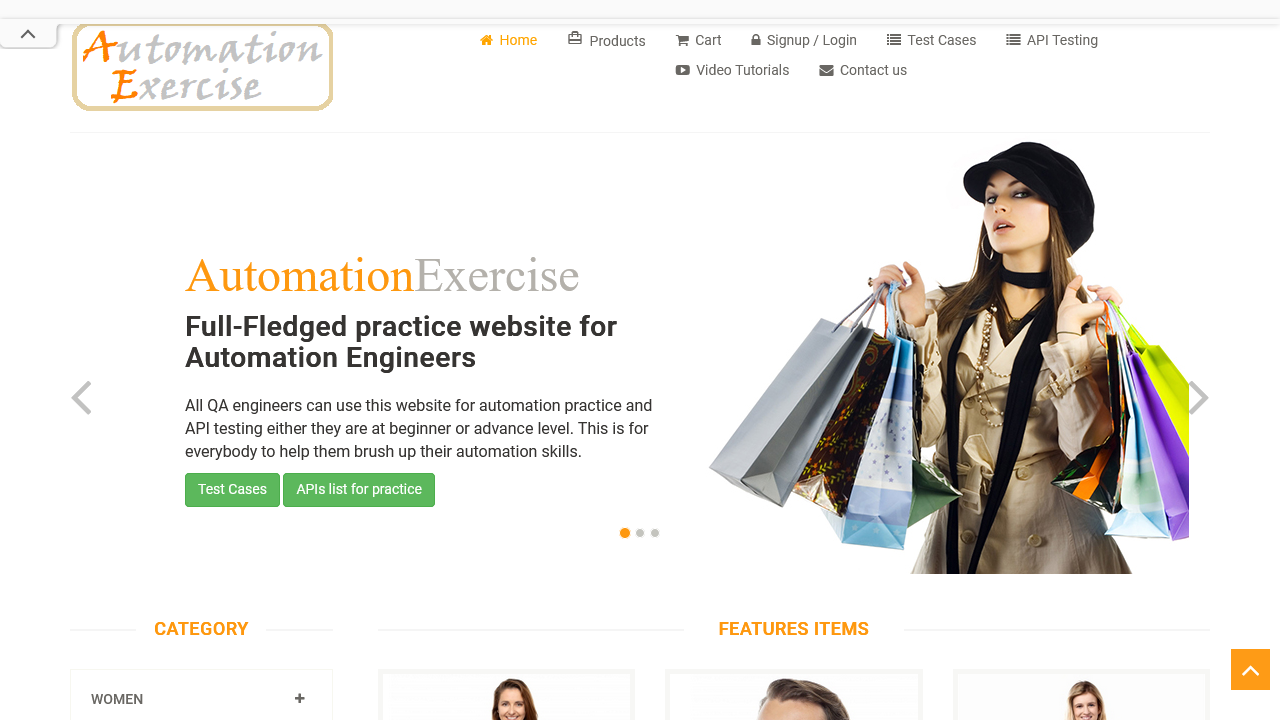 Automation
Exercise
Home
Products
Cart
Signup / Login
Test Cases
API Testing
Video Tutorials
Contact us
AutomationExercise
Full-Fledged practice website for
Automation Engineers
All QA engineers can use this website for automation practice and
API testing either they are at beginner or advance level. This is for
everybody to help them brush up their automation skills.
Test Cases
APIs list for practice
CATEGORY
FEATURES ITEMS
WOMEN